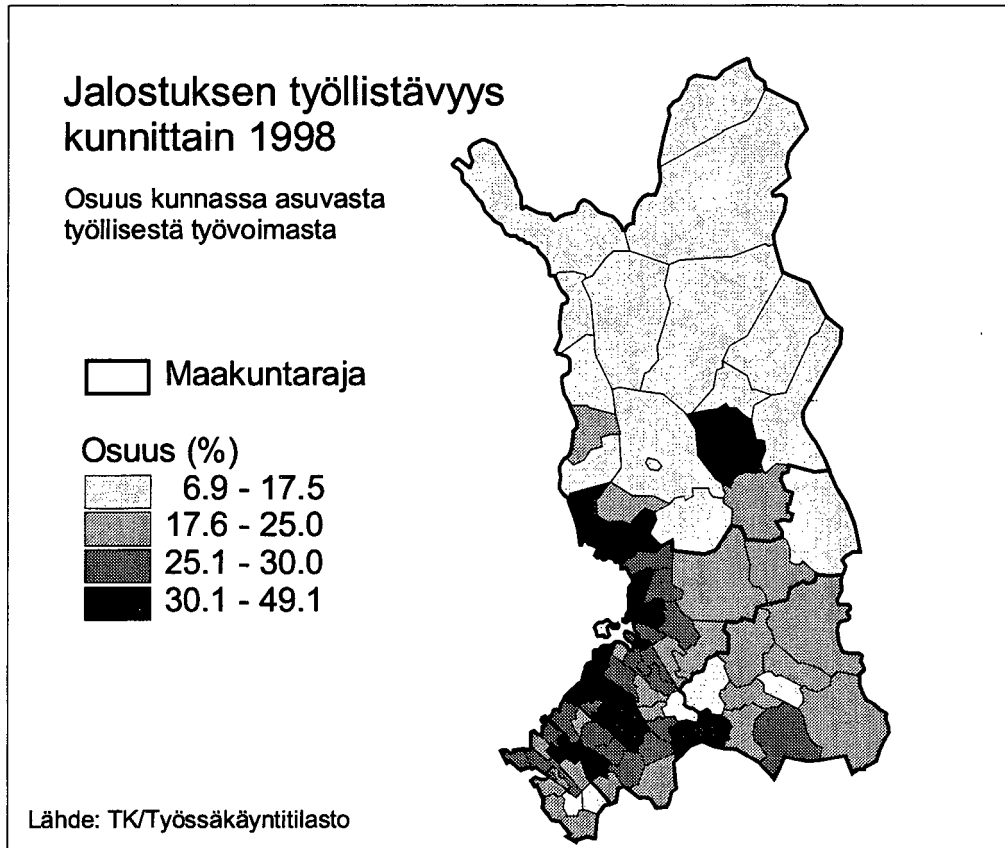 Jalostuksen työllistävyys
kunnittain 1998
Osuus kunnassa asuvasta
työllisestä työvoimasta
Maakuntaraja
Osuus (%)
6.9 - 17.5
17.6 - 25.0
25.1 - 30.0
30.1 - 49.1
Lähde: TK/Työssäkäyntitilasto